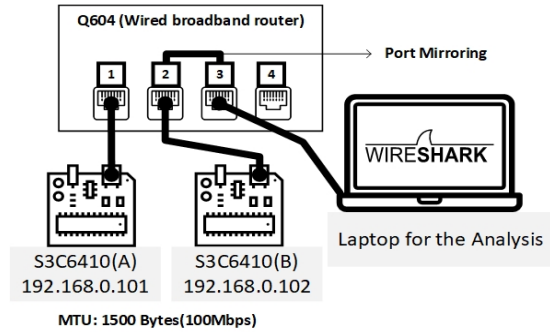 Q604 (Wired broadband router)
1
2
3
4
Port Mirroring
WIRESHARK
S3C6410(A)
192.168.0.101
S3C6410(B)
192.168.0.102
Laptop for the Analysis
MTU: 1500 Bytes(100Mbps)